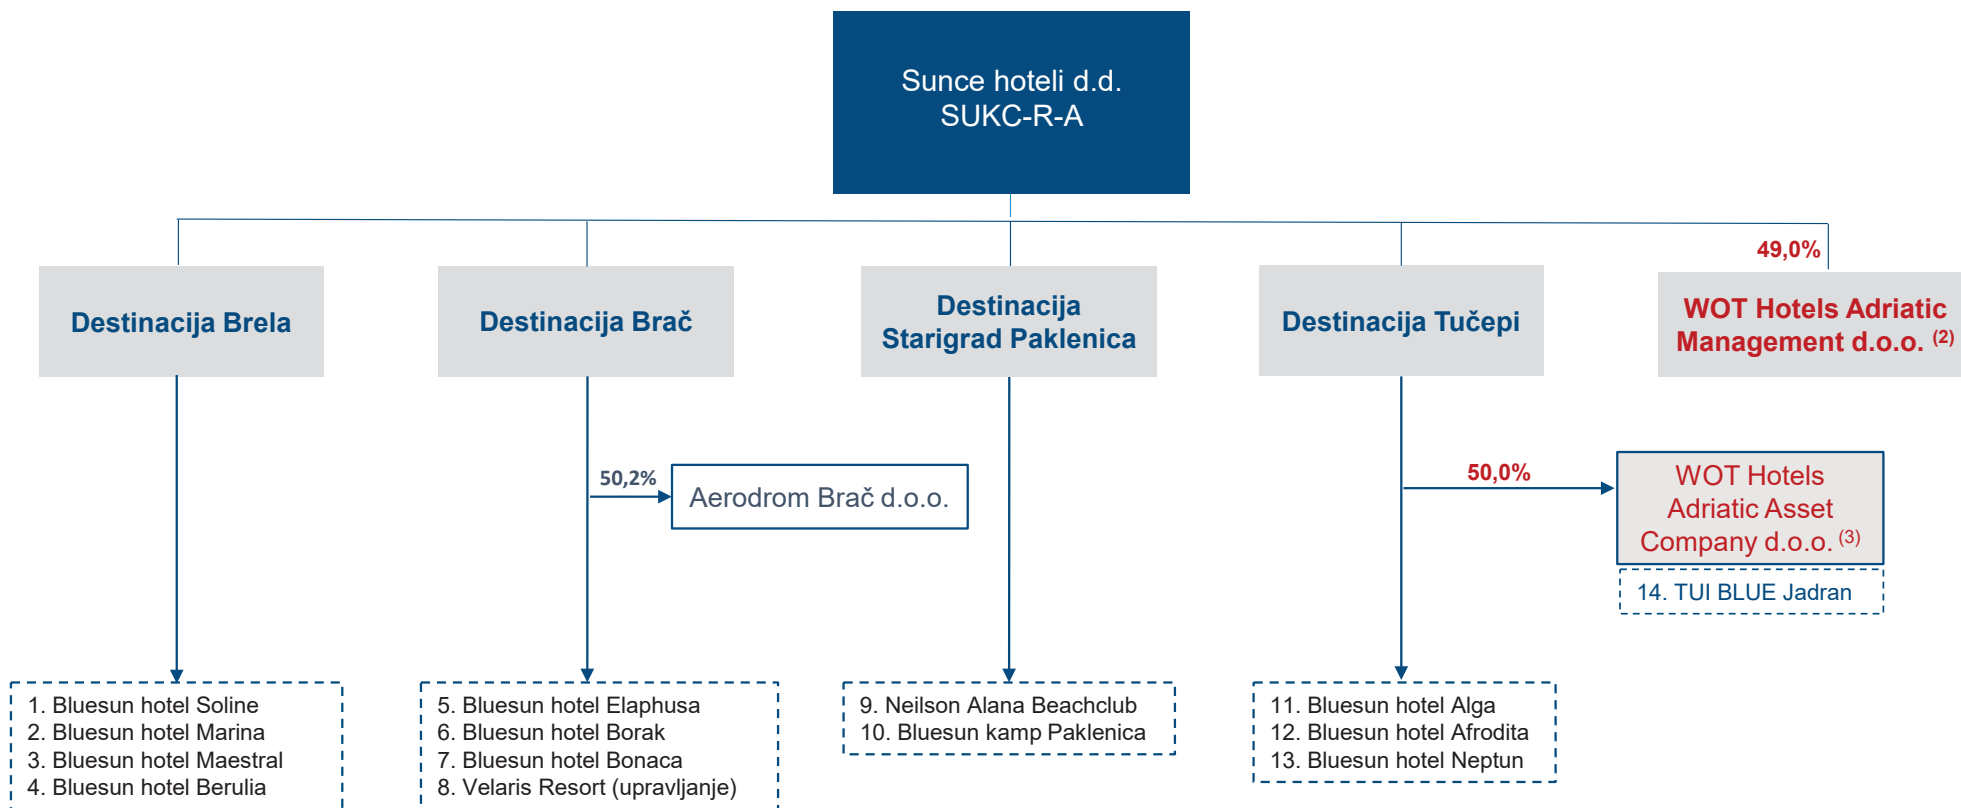 Sunce hoteli d.d.
SUKC-R-A
49,0%
Destinacija Brela
Destinacija Brač
Destinacija
Starigrad Paklenica
Destinacija Tučepi
WOT Hotels Adriatic
Management d.o.o. (2)
50,2%
Aerodrom Brač d.o.o.
50,0%
WOT Hotels
Adriatic Asset
Company d.o.o. (3)
14. TUI BLUE Jadran
1. Bluesun hotel Soline
2. Bluesun hotel Marina
3. Bluesun hotel Maestral
4. Bluesun hotel Berulia
5. Bluesun hotel Elaphusa
6. Bluesun hotel Borak
7. Bluesun hotel Bonaca
8. Velaris Resort (upravljanje)
9. Neilson Alana Beachclub
10. Bluesun kamp Paklenica
11. Bluesun hotel Alga
12. Bluesun hotel Afrodita
13. Bluesun hotel Neptun